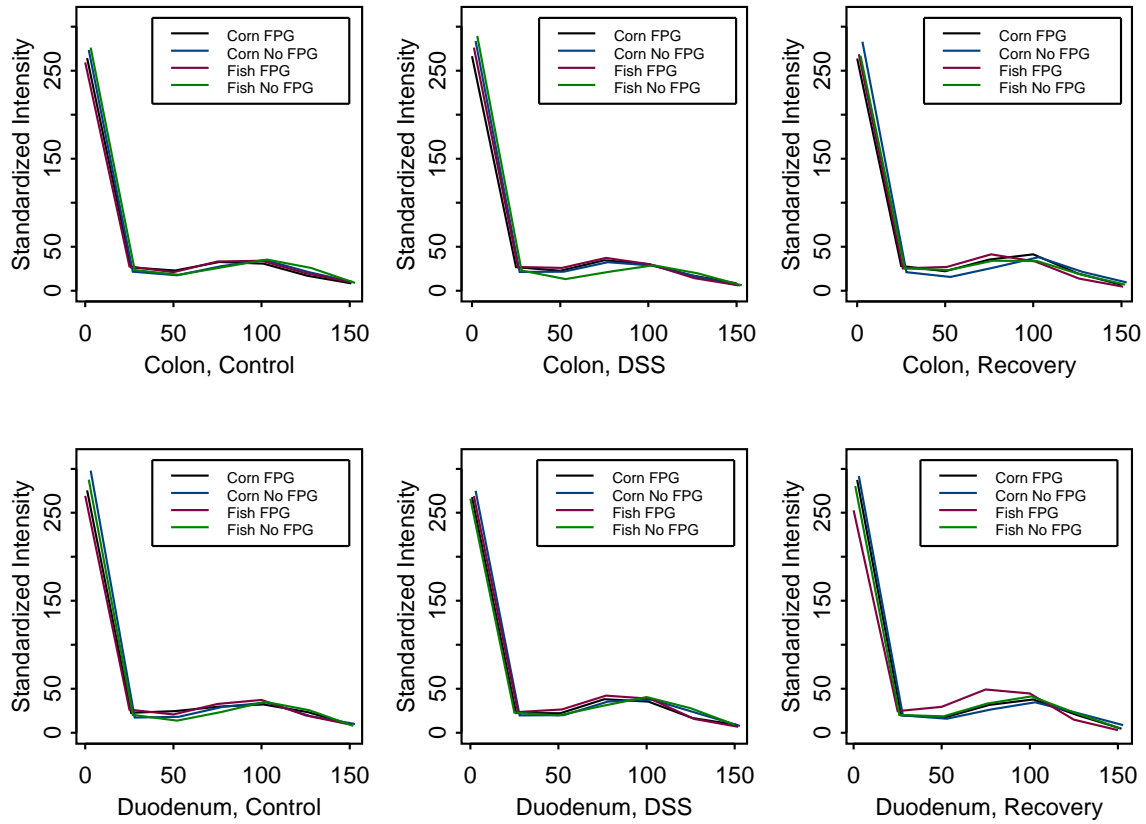 Standardized Intensity
0
50
150
250
Corn FPG
Corn No FPG
Fish FPG
Fish No FPG
0 50 100 150
Colon, Control
Standardized Intensity
0
50
150
250
Corn FPG
Corn No FPG
Fish FPG
Fish No FPG
0 50 100 150
Colon, DSS
Standardized Intensity
0
50
150
250
Corn FPG
Corn No FPG
Fish FPG
Fish No FPG
0 50 100 150
Colon, Recovery
Standardized Intensity
0
50
150
250
Corn FPG
Corn No FPG
Fish FPG
Fish No FPG
0 50 100 150
Duodenum, Control
Standardized Intensity
0
50
150
250
Corn FPG
Corn No FPG
Fish FPG
Fish No FPG
0 50 100 150
Duodenum, DSS
Standardized Intensity
0
50
150
250
Corn FPG
Corn No FPG
Fish FPG
Fish No FPG
0 50 100 150
Duodenum, Recovery